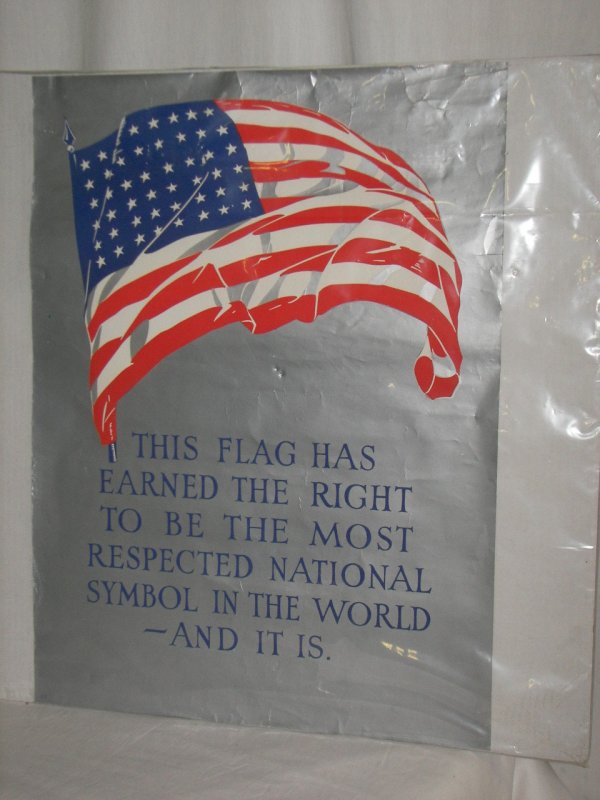 THIS FLAG HAS
EARNED THE RIGHT
TO BE THE MOST
RESPECTED NATIONAL
SYMBOL IN THE WORLD
—AND IT IS.